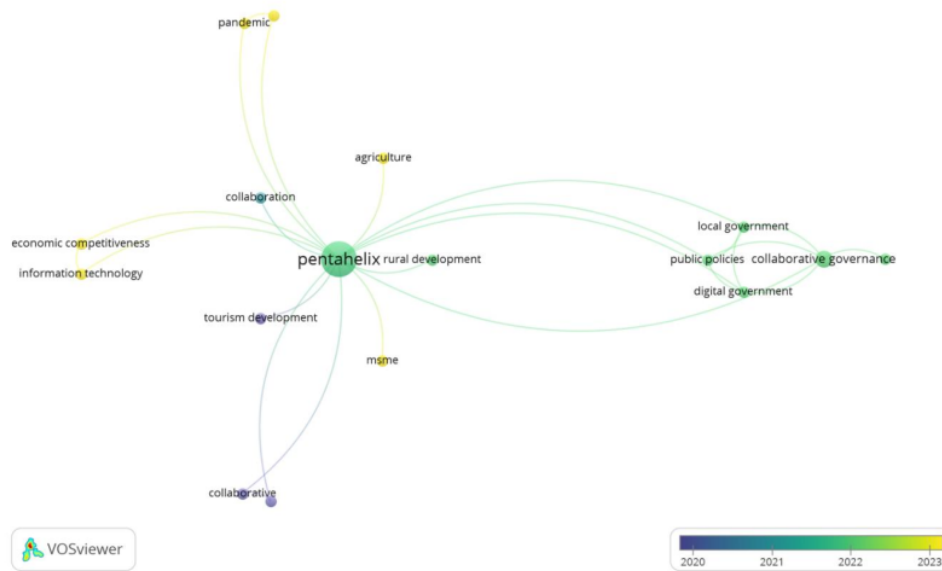 pandemic
agriculture
collaboration
local government
economic competitiveness
pentahelix
rural development
public policies
collaborative governance
information technology
digital government
tourism development
msme
collaborative
VOSviewer
2020
2021
2022
2023